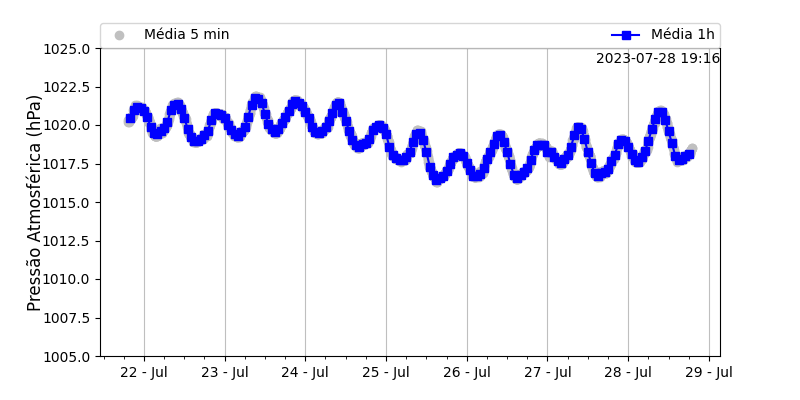 Média 5 min
Média 1h
2023-07-28 19:16
Pressão Atmosférica (hPa)
1025.0
1022.5
1020.0
1017.5
1015.0
1012.5
1010.0
1007.5
1005.0
22 - Jul
23 - Jul
24 - Jul
25 - Jul
26 - Jul
27 - Jul
28 - Jul
29 - Jul